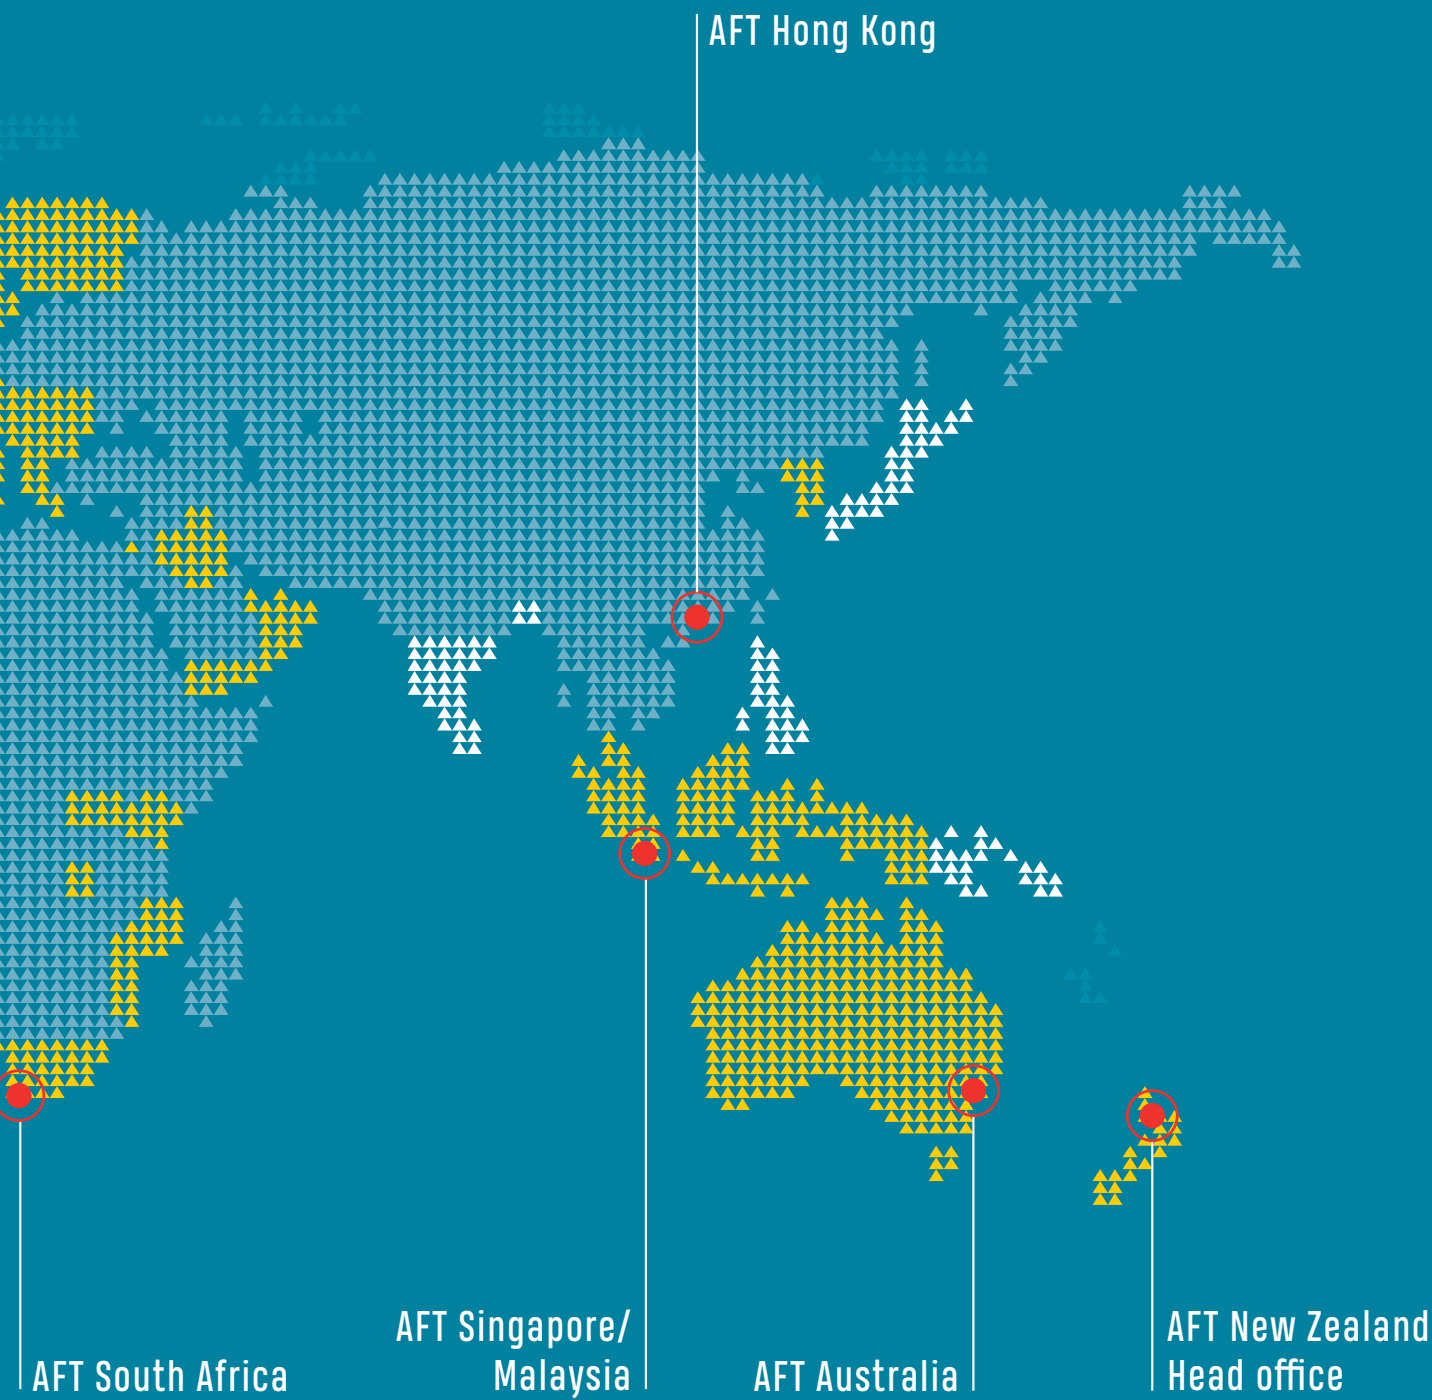 AFT Hong Kong
AFT South Africa
AFT Singapore/
Malaysia
AFT Australia
AFT New Zealand
Head office